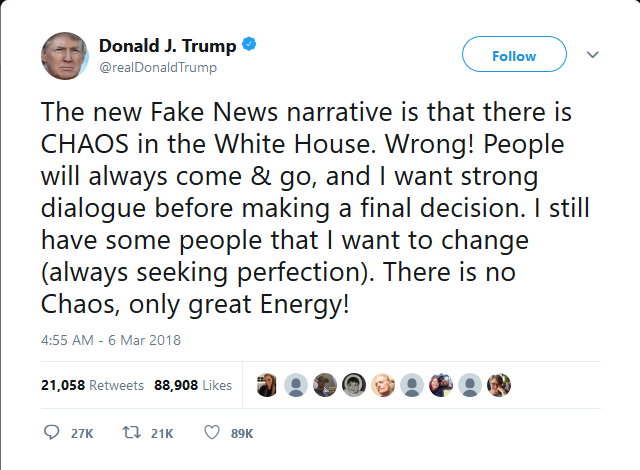 Donald J. Trump
@realDonaldTrump
Follow
The new Fake News narrative is that there is
CHAOS in the White House. Wrong! People
will always come & go, and I want strong
dialogue before making a final decision. I still
have some people that I want to change
(always seeking perfection). There is no
Chaos, only great Energy!
4:55 AM - 6 Mar 2018
21,058 Retweets 88,908 Likes
27K 21K 89K